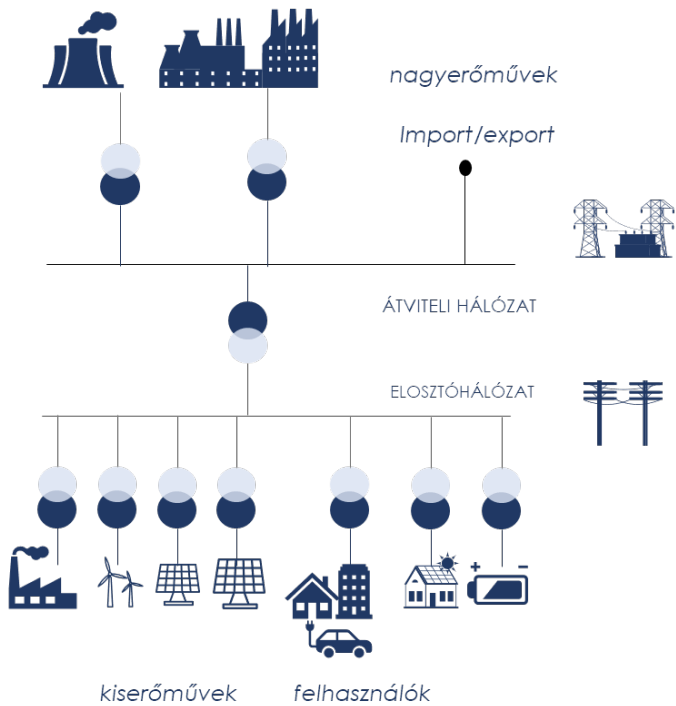 nagyerőművek
Import/export
ÁTVITELI HÁLÓZAT
ELOSZTÓHÁLÓZAT
+ −
kiserőművek felhasználók